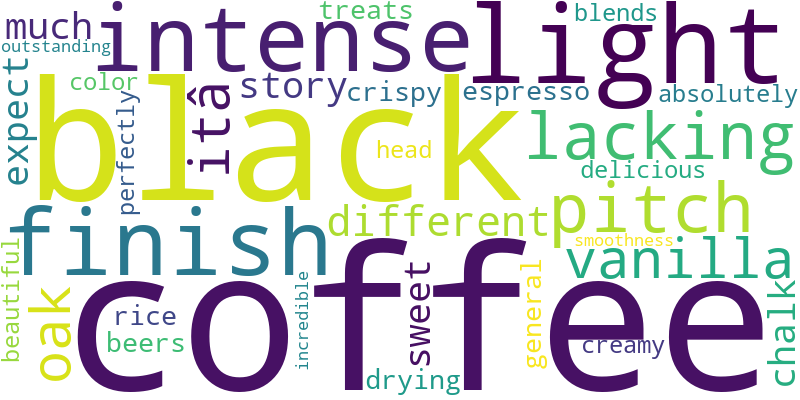 much
treats
blends
outstanding
intense
light
color
story
crispy
espresso
absolutely
expect
perfectly
itâ
black
head
lacking
delicious
finish
different
pitch
smoothness
vanilla
beautiful
oak
rice
beers
incredible
coffee
sweet
general
creamy
chalk
drying